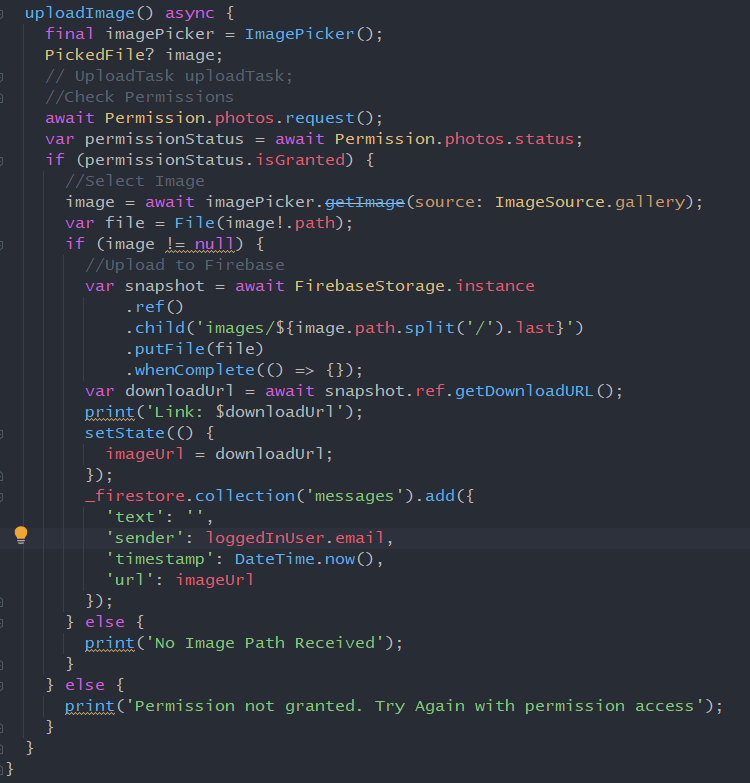 uploadImage() async {
  final imagePicker = ImagePicker();
  PickedFile? image;
  // UploadTask uploadTask;
  //Check Permissions
  await Permission.photos.request();
  var permissionStatus = await Permission.photos.status;
  if (permissionStatus.isGranted) {
    //Select Image
    image = await imagePicker.getImage(source: ImageSource.gallery);
    var file = File(image!.path);
    if (image != null) {
      //Upload to Firebase
      var snapshot = await FirebaseStorage.instance
          .ref()
          .child('images/${image.path.split('/').last}')
          .putFile(file)
          .whenComplete(() => {});
      var downloadUrl = await snapshot.ref.getDownloadURL();
      print('Link: $downloadUrl');
      setState(() {
        imageUrl = downloadUrl;
      });
      _firestore.collection('messages').add({
        'text': '',
        'sender': loggedInUser.email,
        'timestamp': DateTime.now(),
        'url': imageUrl
      });
    } else {
      print('No Image Path Received');
    }
  } else {
    print('Permission not granted. Try Again with permission access');
  }
}
}